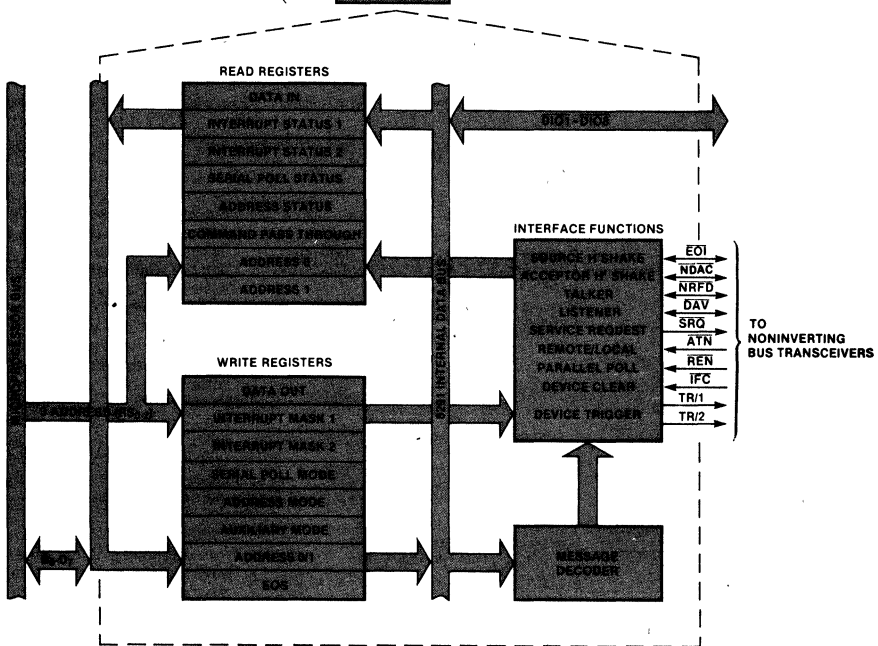 READ REGISTERS
DATA IN
INTERRUPT STATUS 1
INTERRUPT STATUS 2
SERIAL POLL STATUS
ADDRESS STATUS
COMMAND PASS THROUGH
ADDRESS 0
ADDRESS 1
DIO1 - DIO8
INTERFACE FUNCTIONS
SOURCE H'SHAKE
ACCEPTOR H'SHAKE
TALKER
LISTENER
SERVICE REQUEST
REMOTE/LOCAL
PARALLEL POLL
DEVICE CLEAR
DEVICE TRIGGER
EOI
NDAC
NRFD
DAV
SRQ
ATN
REN
IFC
TR/1
TR/2
TO
NONINVERTING
BUS TRANSCEIVERS
8291 INTERNAL DATA BUS
WRITE REGISTERS
DATA OUT
INTERRUPT MASK 1
INTERRUPT MASK 2
SERIAL POLL MODE
ADDRESS MODE
AUXILIARY MODE
ADDRESS 0/1
EOS
MESSAGE
DECODER